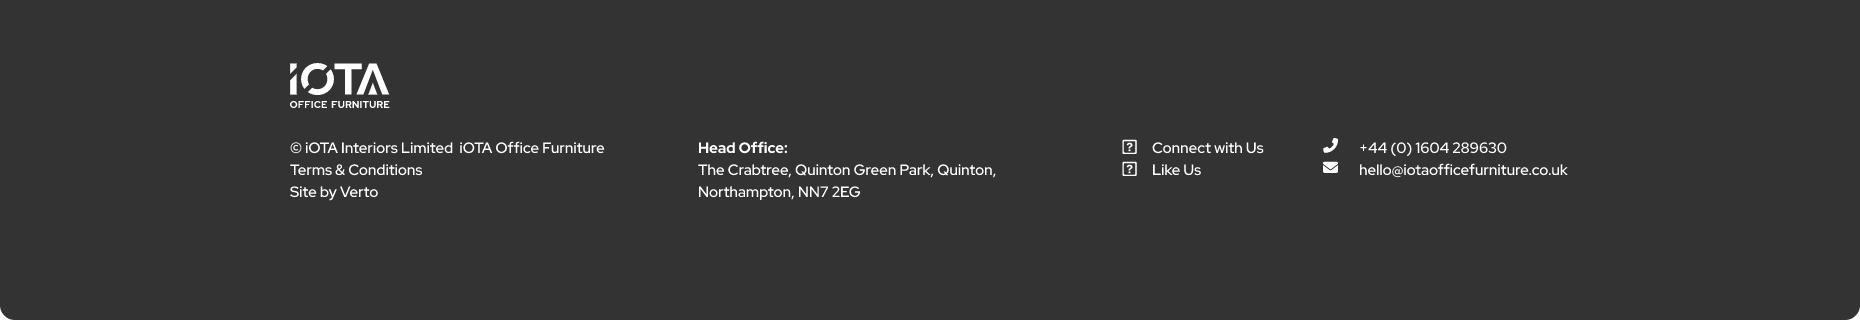 iOTA
OFFICE FURNITURE
© iOTA Interiors Limited iOTA Office Furniture
Terms & Conditions
Site by Verto
Head Office:
The Crabtree, Quinton Green Park, Quinton,
Northampton, NN7 2EG
Connect with Us
Like Us
+44 (0) 1604 289630
hello@iotaofficefurniture.co.uk